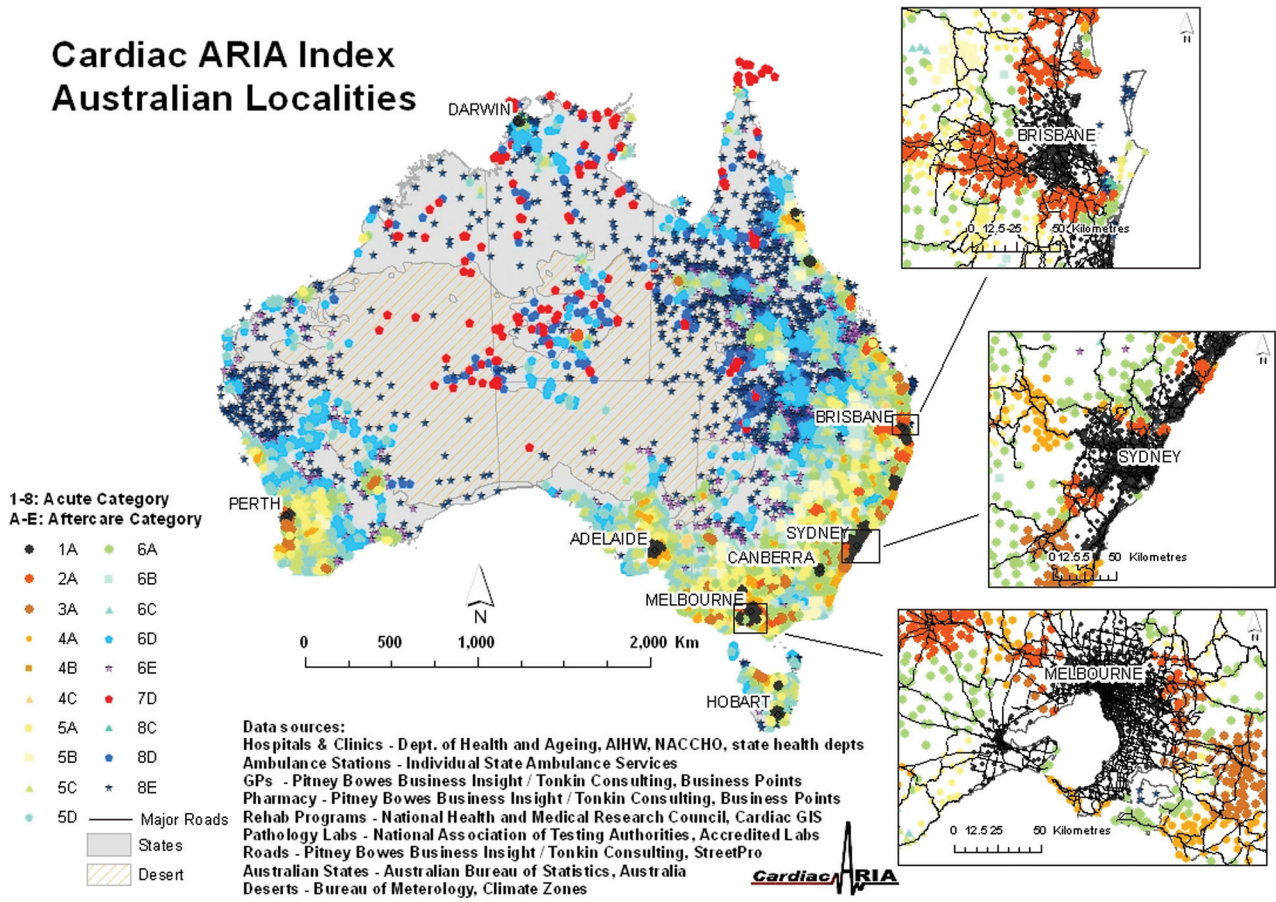 Cardiac ARIA Index
Australian Localities
DARWIN
BRISBANE
PERTH
ADELAIDE
SYDNEY
CANBERRA
MELBOURNE
HOBART
N
0 500 1,000 2,000 Km
1-8: Acute Category
A-E: Aftercare Category
1A 6A
2A 6B
3A 6C
4A 6D
4B 6E
4C 7D
5A 8C
5B 8D
5C 8E
5D
Major Roads
States
Desert
Data sources:
Hospitals & Clinics - Dept. of Health and Ageing, AIHW, NACCHO, state health depts
Ambulance Stations - Individual State Ambulance Services
GPs - Pitney Bowes Business Insight / Tonkin Consulting, Business Points
Pharmacy - Pitney Bowes Business Insight / Tonkin Consulting, Business Points
Rehab Programs - National Health and Medical Research Council, Cardiac GIS
Pathology Labs - National Association of Testing Authorities, Accredited Labs
Roads - Pitney Bowes Business Insight / Tonkin Consulting, StreetPro
Australian States - Australian Bureau of Statistics, Australia
Deserts - Bureau of Meterology, Climate Zones
Cardiac ARIA
N
BRISBANE
0 12.5 25 50 Kilometres
N
SYDNEY
0 12.5 25 50 Kilometres
N
MELBOURNE
0 12.5 25 50 Kilometres